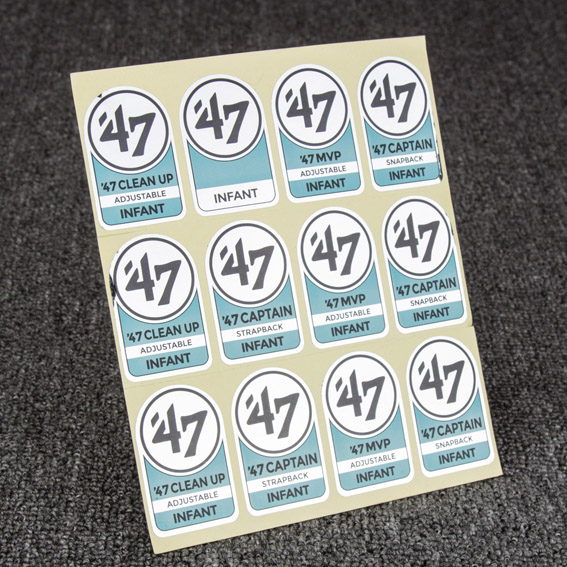 '47
'47 CLEAN UP
ADJUSTABLE
INFANT
'47
INFANT
'47
'47 MVP
ADJUSTABLE
INFANT
'47
'47 CAPTAIN
SNAPBACK
INFANT
'47
'47 CLEAN UP
ADJUSTABLE
INFANT
'47
'47 CAPTAIN
STRAPBACK
INFANT
'47
'47 MVP
ADJUSTABLE
INFANT
'47
'47 CAPTAIN
SNAPBACK
INFANT
'47
'47 CLEAN UP
ADJUSTABLE
INFANT
'47
'47 CAPTAIN
STRAPBACK
INFANT
'47
'47 MVP
ADJUSTABLE
INFANT
'47
'47 CAPTAIN
SNAPBACK
INFANT